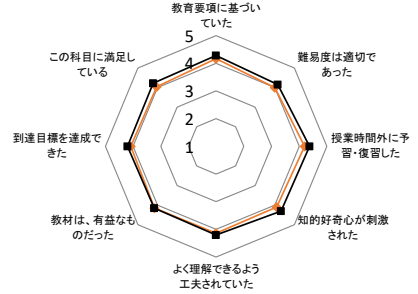 教育要項に基づい
ていた
難易度は適切で
あった
授業時間外に予
習・復習した
知的好奇心が刺激
された
よく理解できるよう
工夫されていた
教材は、有益なも
のだった
到達目標を達成で
きた
この科目に満足し
ている
5
4
3
2
1